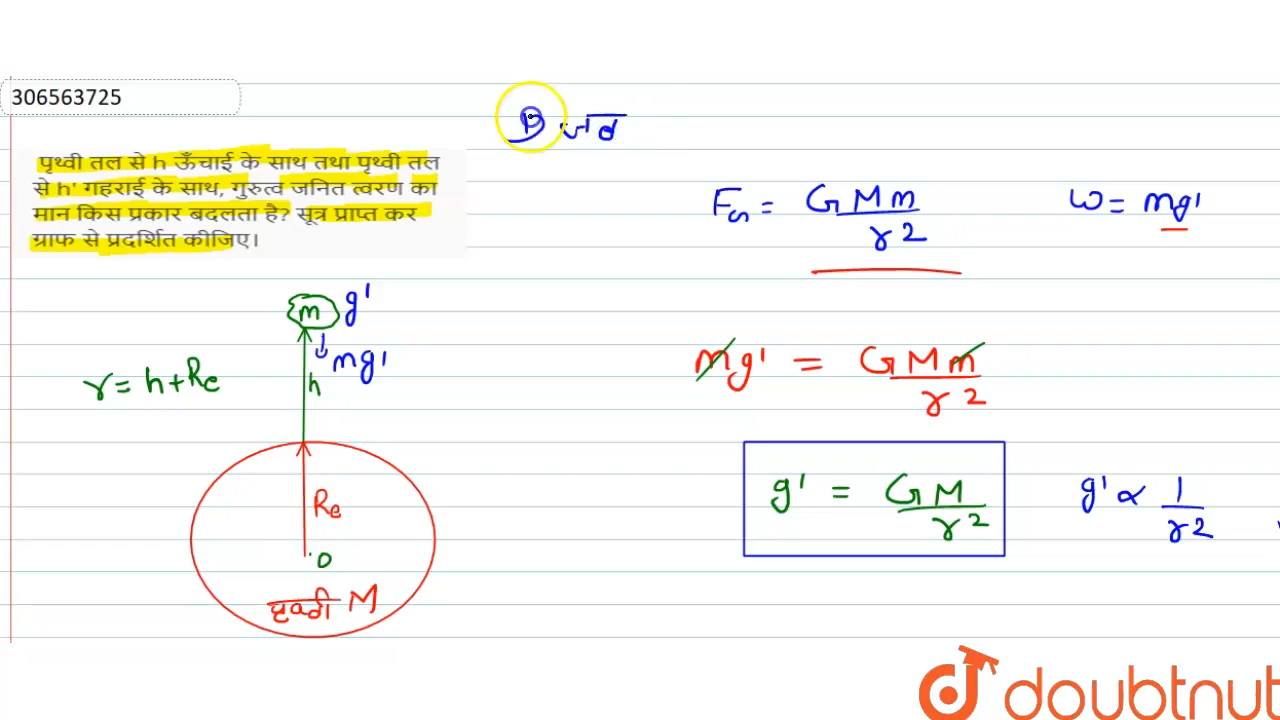 306563725
पृथ्वी तल से h ऊँचाई के साथ तथा पृथ्वी तल
से h' गहराई के साथ, गुरुत्व जनित त्वरण का
मान किस प्रकार बदलता है? सूत्र प्राप्त कर
ग्राफ से प्रदर्शित कीजिए।
F = GMm/r²
ω = mg'
m g'
mg'
h
r = h + Re
mg' = GMm/r²
Re
O
पृथ्वी M
g' = GM/r²
g' ∝ 1/r²
doubtnut